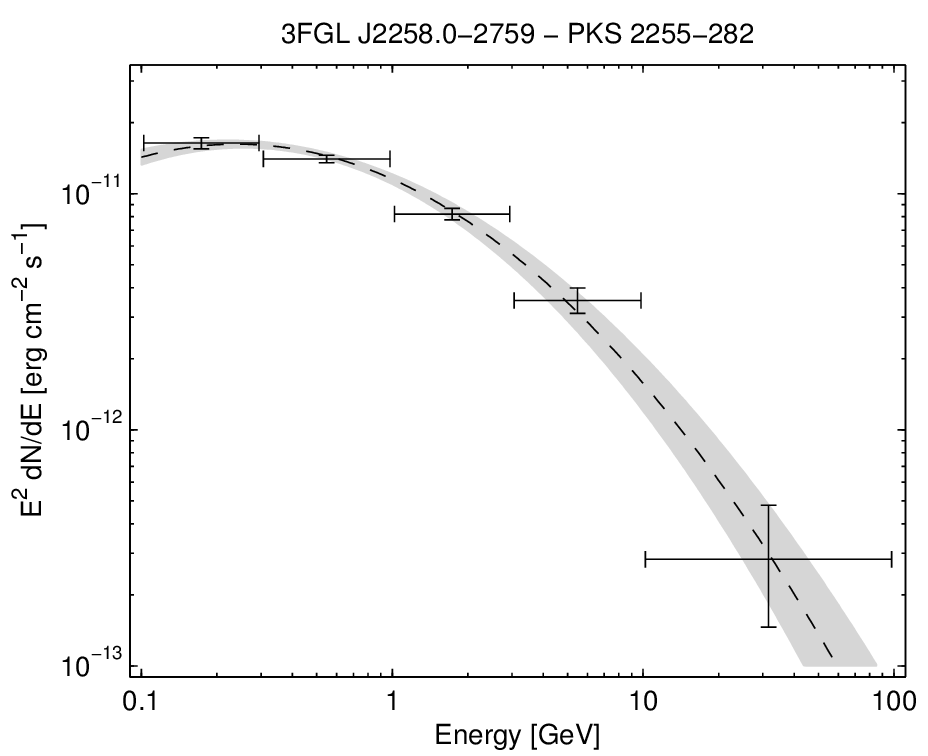 3FGL J2258.0−2759 − PKS 2255−282
E² dN/dE [erg cm⁻² s⁻¹]
10⁻¹¹
10⁻¹²
10⁻¹³
0.1 1 10 100
Energy [GeV]